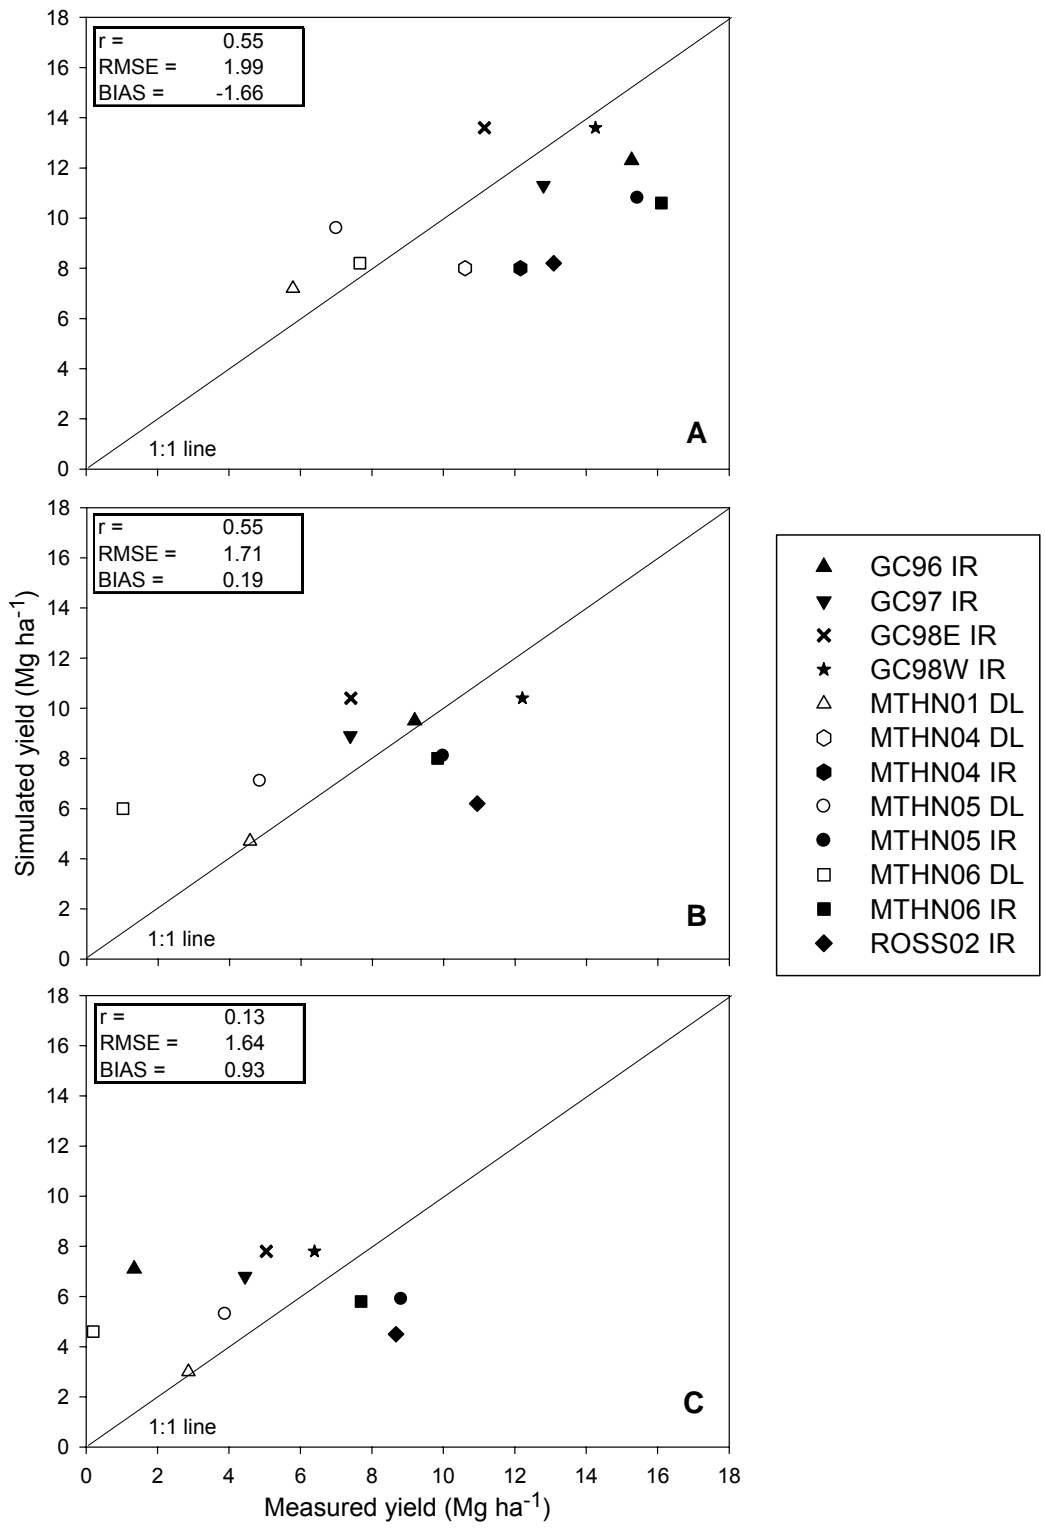 18
16
14
12
10
8
6
4
2
0
r = 0.55
RMSE = 1.99
BIAS = -1.66
1:1 line
A
18
16
14
12
10
8
6
4
2
0
r = 0.55
RMSE = 1.71
BIAS = 0.19
1:1 line
B
Simulated yield (Mg ha⁻¹)
GC96 IR
GC97 IR
GC98E IR
GC98W IR
MTHN01 DL
MTHN04 DL
MTHN04 IR
MTHN05 DL
MTHN05 IR
MTHN06 DL
MTHN06 IR
ROSS02 IR
18
16
14
12
10
8
6
4
2
0
r = 0.13
RMSE = 1.64
BIAS = 0.93
1:1 line
C
0 2 4 6 8 10 12 14 16 18
Measured yield (Mg ha⁻¹)